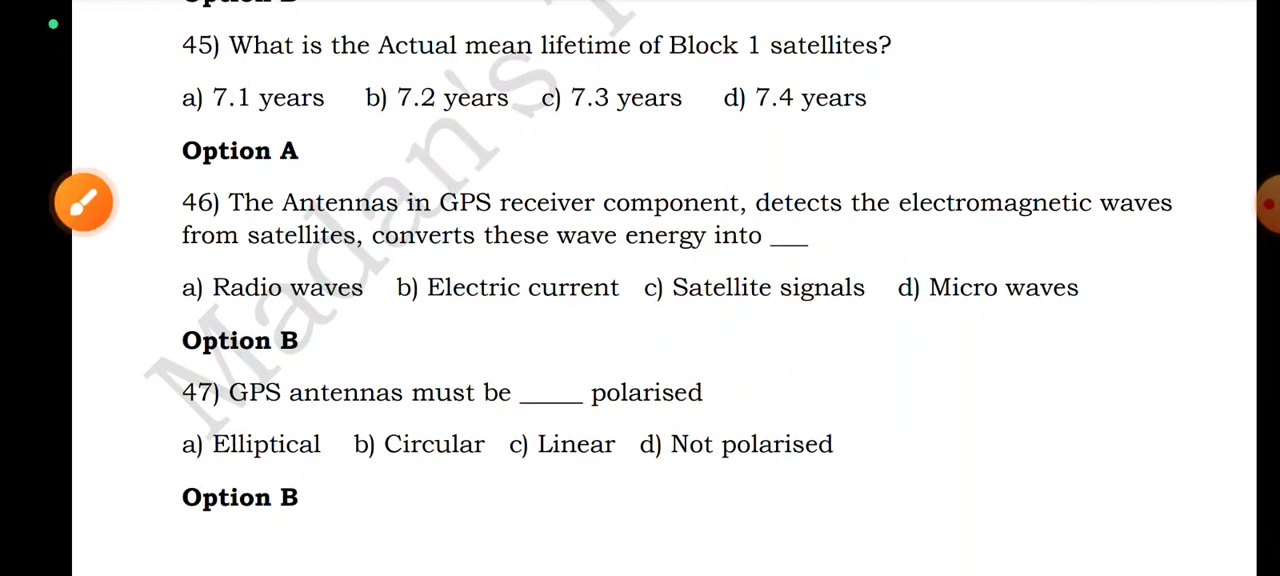 Option B
45) What is the Actual mean lifetime of Block 1 satellites?
a) 7.1 years b) 7.2 years c) 7.3 years d) 7.4 years
Option A
46) The Antennas in GPS receiver component, detects the electromagnetic waves
from satellites, converts these wave energy into ___
a) Radio waves b) Electric current c) Satellite signals d) Micro waves
Option B
47) GPS antennas must be _____ polarised
a) Elliptical b) Circular c) Linear d) Not polarised
Option B
Madan's